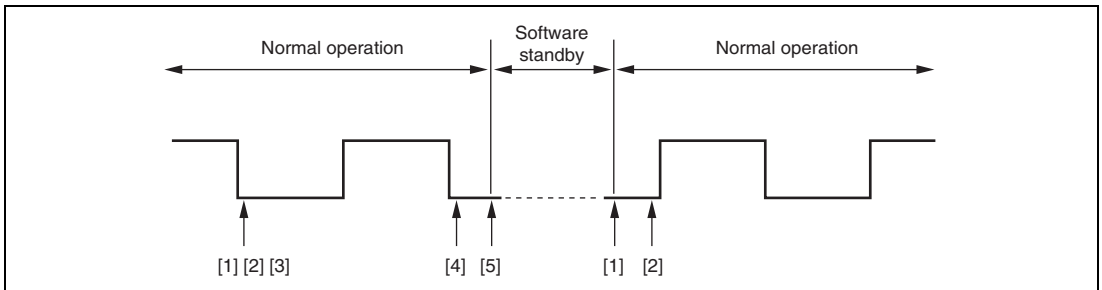 Normal operation
Software
standby
Normal operation
[1] [2] [3]
[4]
[5]
[1]
[2]